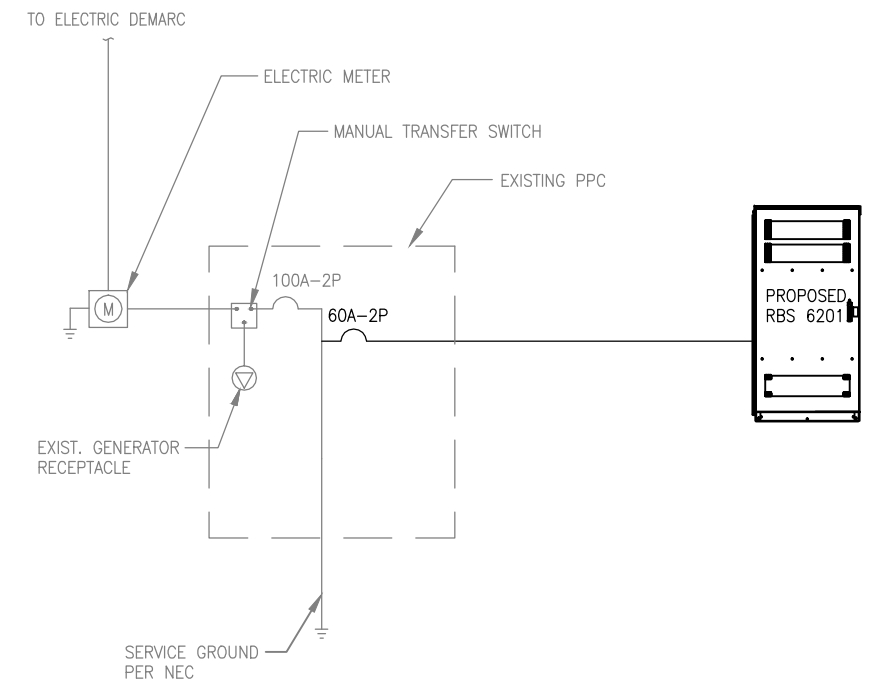 TO ELECTRIC DEMARC
ELECTRIC METER
MANUAL TRANSFER SWITCH
EXISTING PPC
100A-2P
M
60A-2P
PROPOSED
RBS 6201
EXIST. GENERATOR
RECEPTACLE
SERVICE GROUND
PER NEC